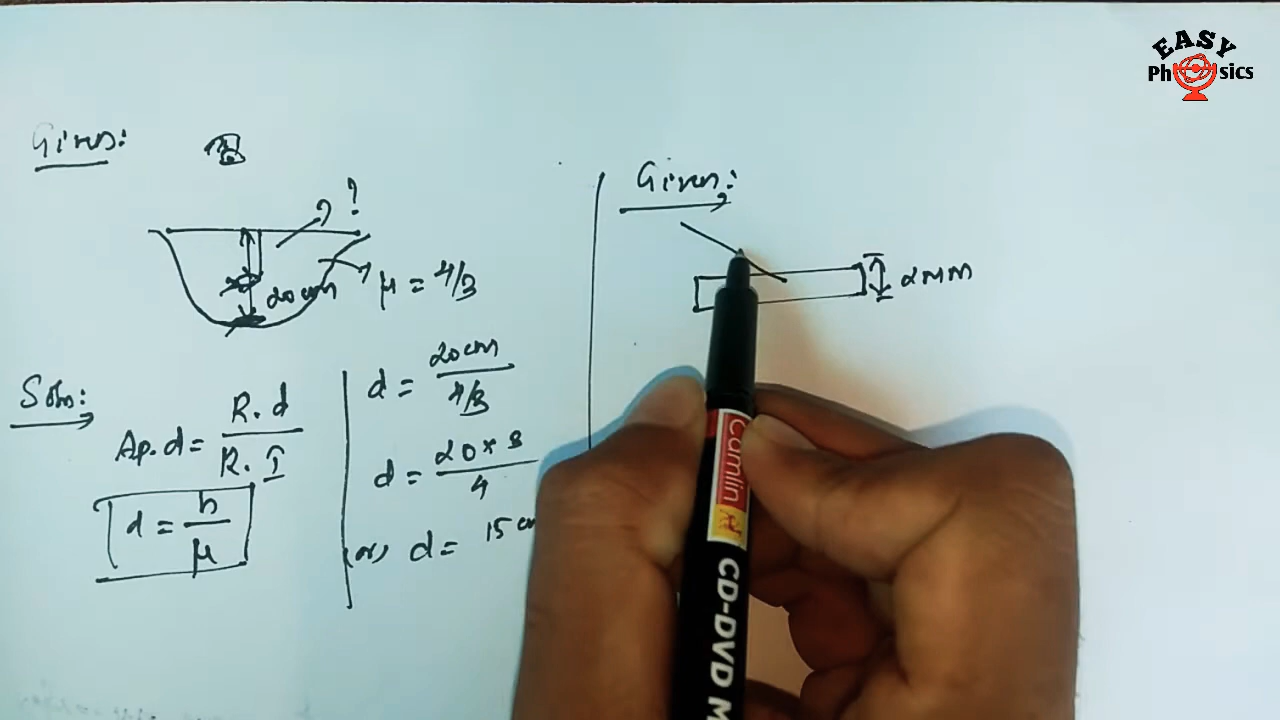 EASY
Physics
Given:
?
20cm
μ = 4/3
Soln:
Ap.d = R.d / R.I
d = h / μ
d = 20cm / 4/3
d = 20 × 3 / 4
(or) d = 15 cm
Given:
2mm
Camlin
CD-DVD M